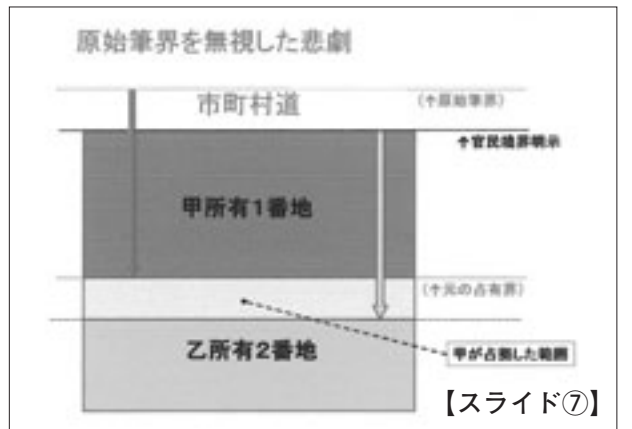 原始筆界を無視した悲劇
市町村道
(↑原始筆界)
↑官民境界明示
甲所有1番地
(↑元の占有界)
乙所有2番地
甲が占拠した範囲
【スライド⑦】